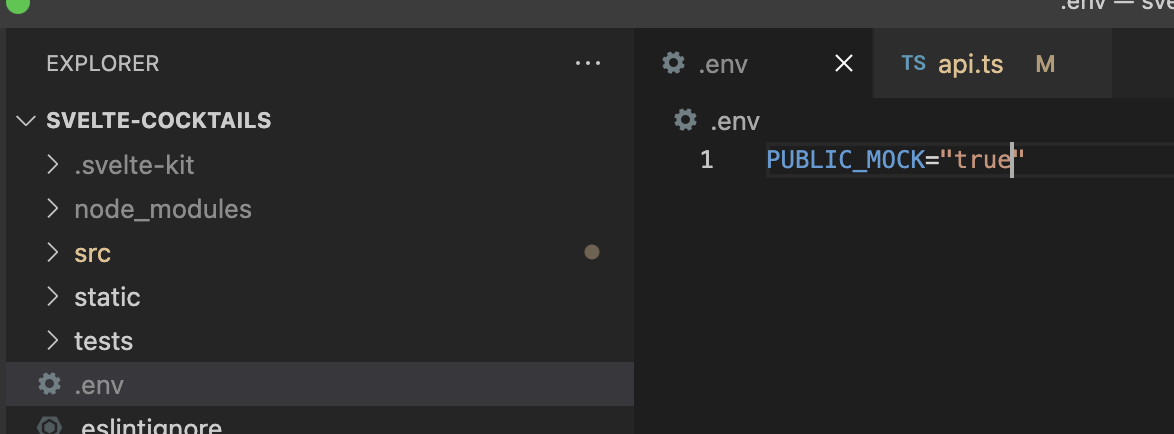 .env — sve
EXPLORER
SVELTE-COCKTAILS
.svelte-kit
node_modules
src
static
tests
.env
.eslintignore
.env
TS api.ts M
.env
1 PUBLIC_MOCK="true"